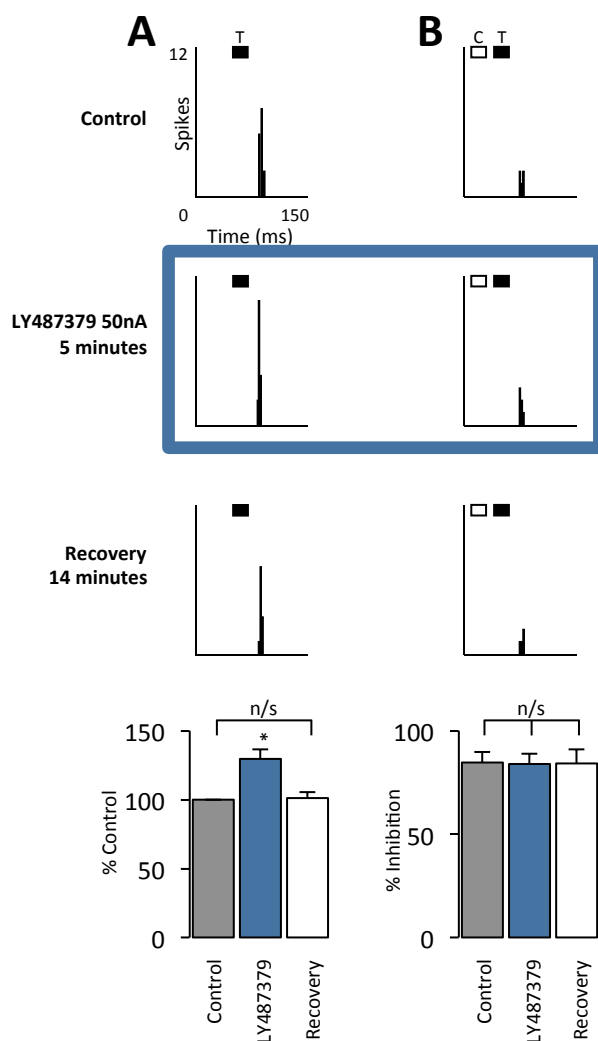 A
B
T
C T
12
Spikes
Control
0 150
Time (ms)
LY487379 50nA
5 minutes
Recovery
14 minutes
n/s
*
150
100
50
0
% Control
Control
LY487379
Recovery
n/s
100
50
0
% Inhibition
Control
LY487379
Recovery